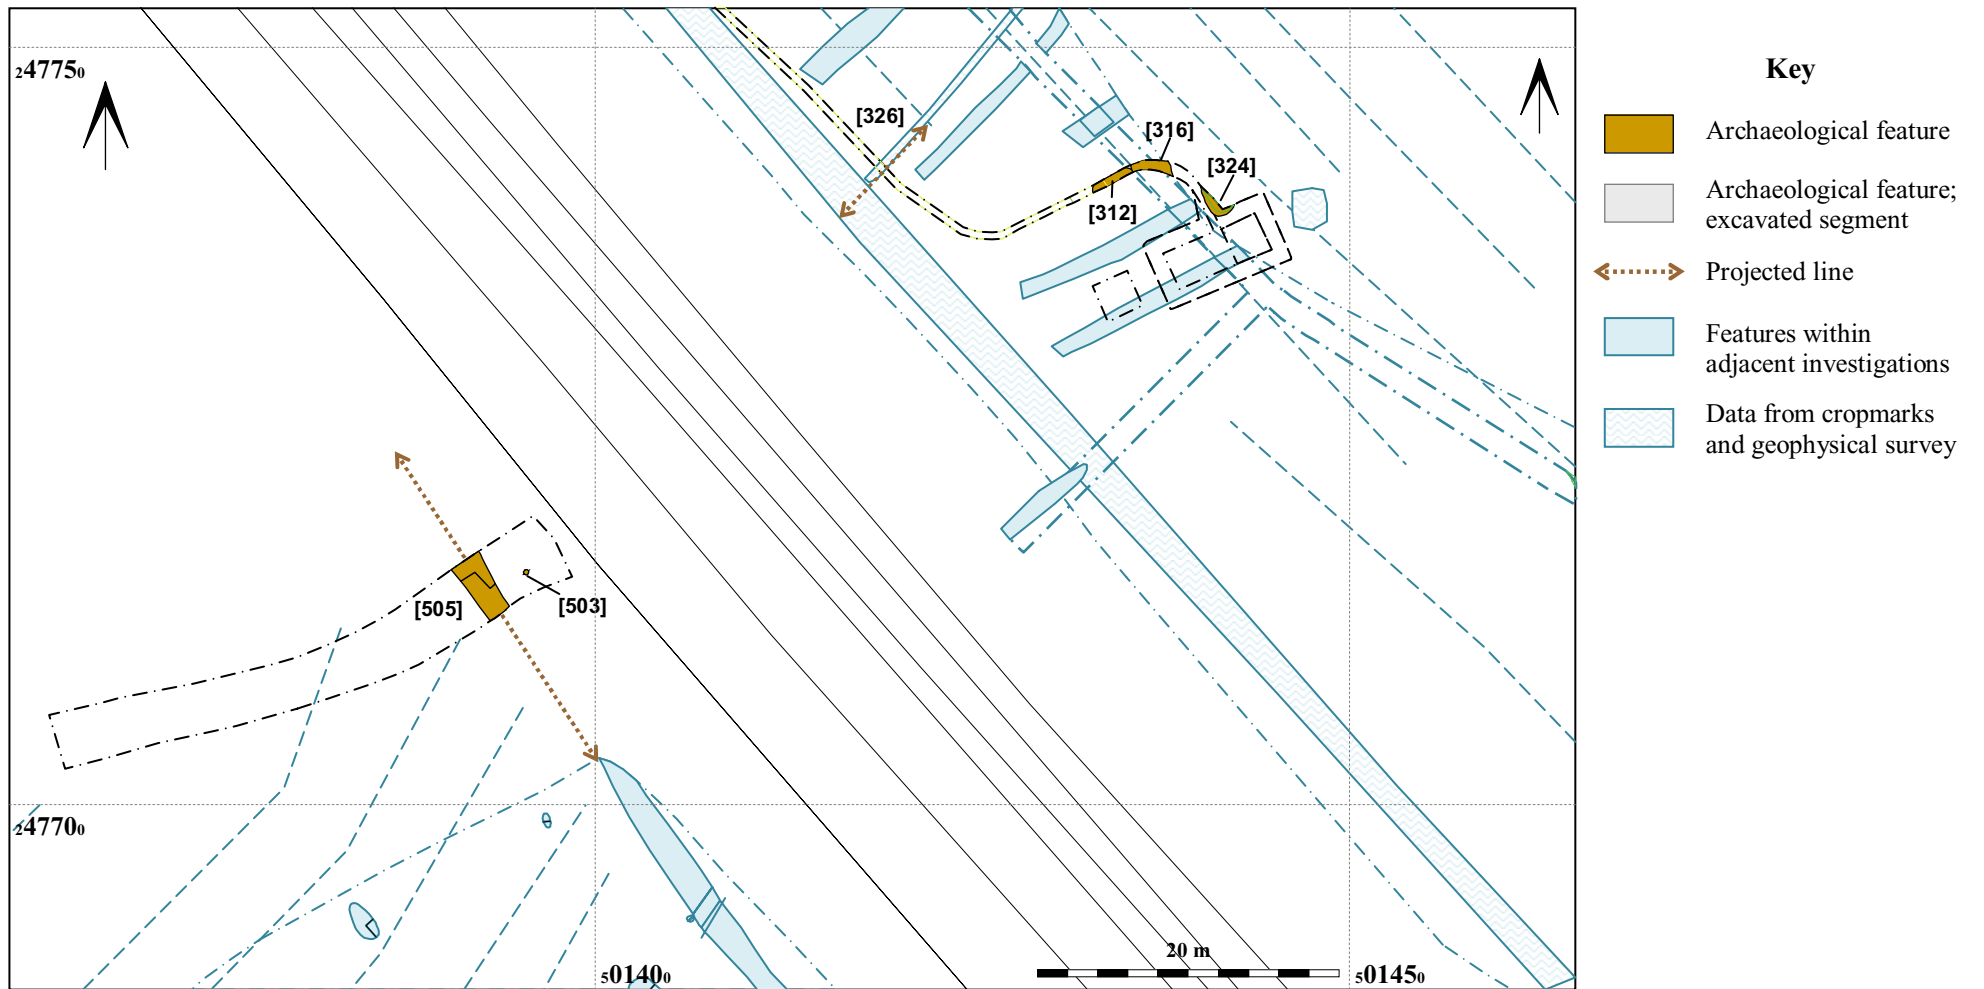 247750
[326]
[316]
[324]
[312]
[505]
[503]
247700
20 m
501400
501450
Key
Archaeological feature
Archaeological feature;
excavated segment
Projected line
Features within
adjacent investigations
Data from cropmarks
and geophysical survey